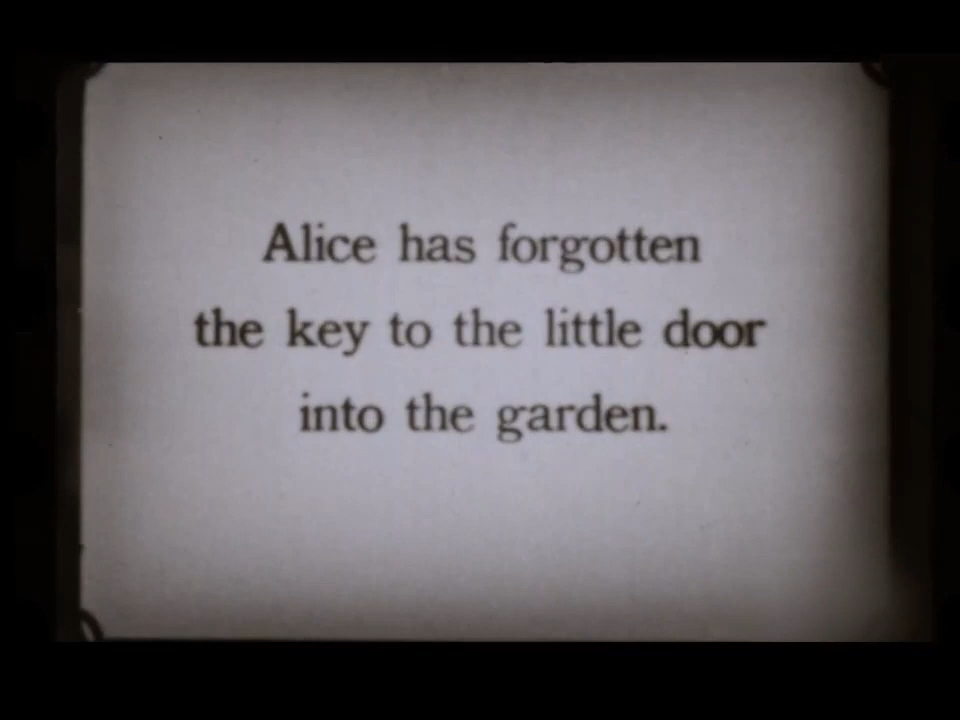 Alice has forgotten
the key to the little door
into the garden.